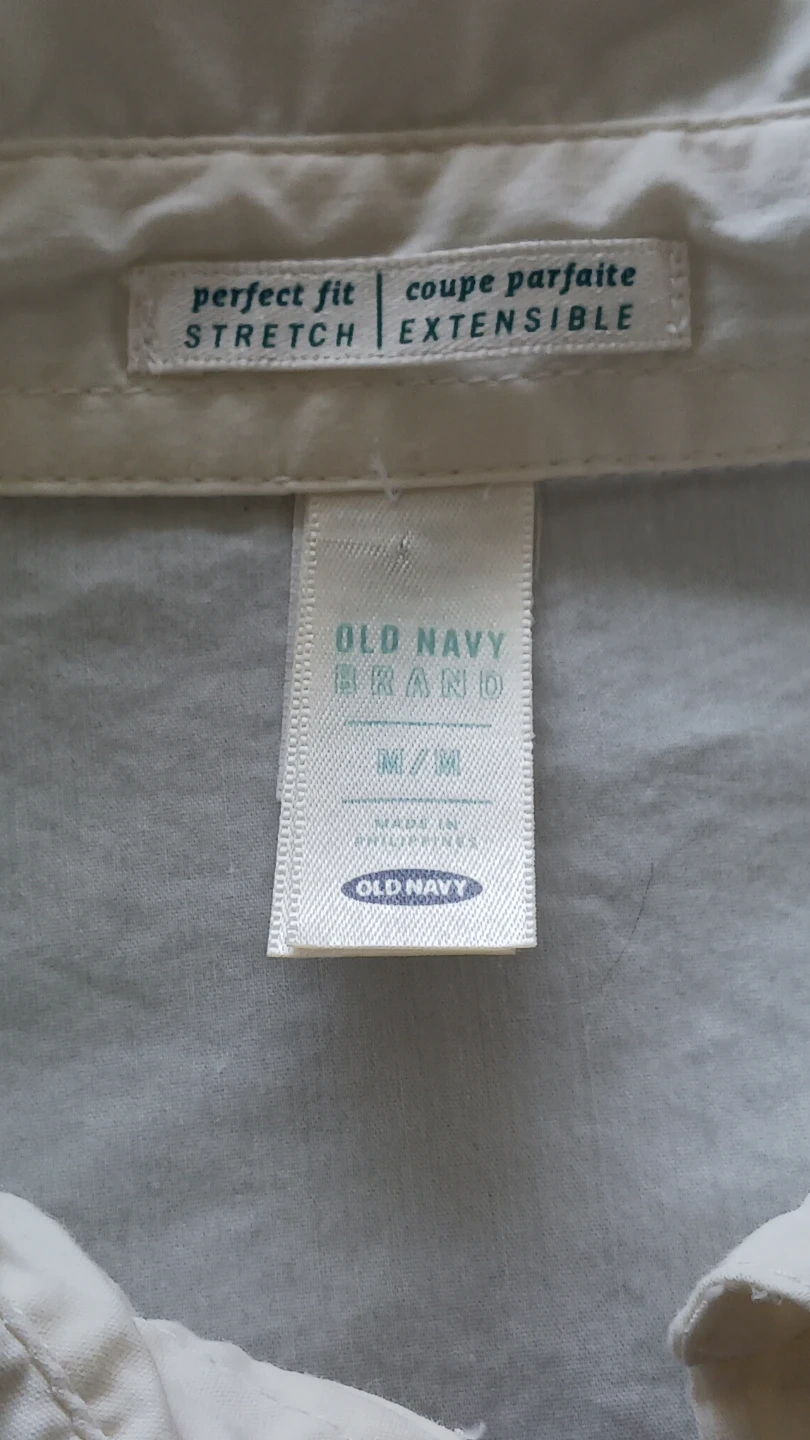 perfect fit | coupe parfaite
STRETCH | EXTENSIBLE
OLD NAVY
BRAND
M/M
MADE IN
PHILIPPINES
OLD NAVY